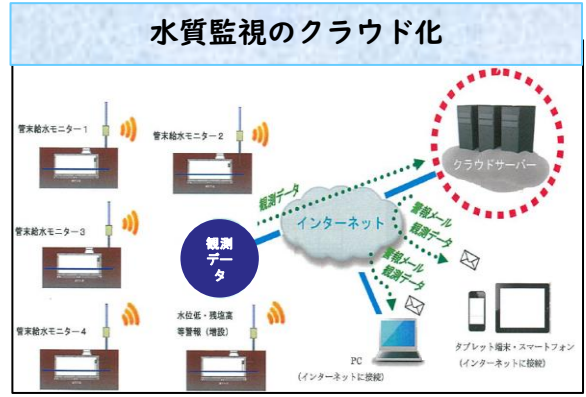 水質監視のクラウド化
管末給水モニター1
管末給水モニター2
クラウドサーバー
観測データ
インターネット
警報メール
観測データ
管末給水モニター3
観測
デー
タ
警報メール
観測データ
管末給水モニター4
水位低・残塩高
等警報（増設）
PC
（インターネットに接続）
タブレット端末・スマートフォン
（インターネットに接続）